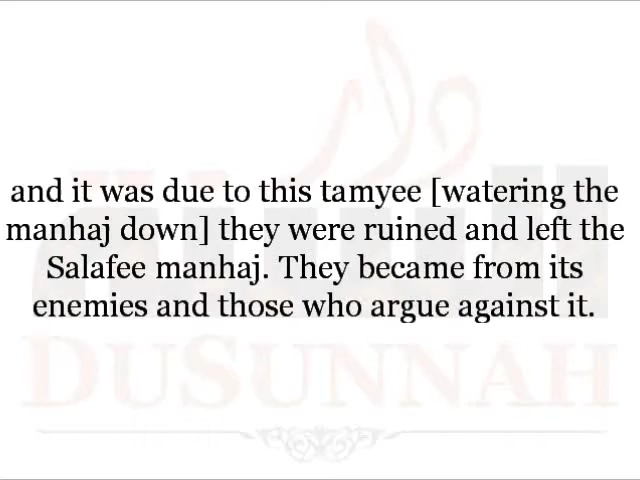 and it was due to this tamyee [watering the
manhaj down] they were ruined and left the
Salafee manhaj. They became from its
enemies and those who argue against it.
DUSUNNAH